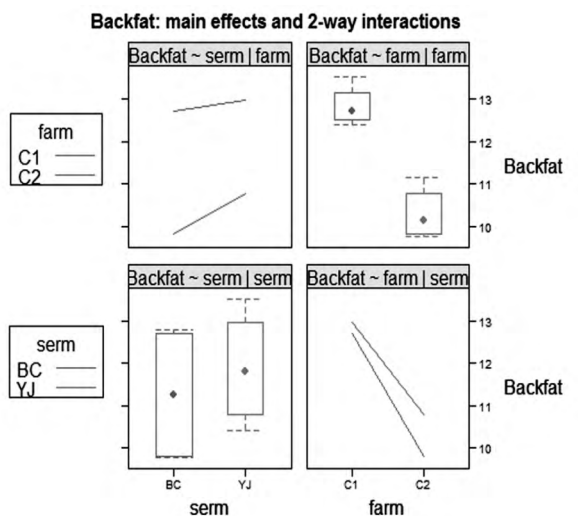 Backfat: main effects and 2-way interactions
Backfat ~ serm | farm
Backfat ~ farm | farm
farm
C1
C2
13
12
11
10
Backfat
Backfat ~ serm | serm
Backfat ~ farm | serm
serm
BC
YJ
13
12
11
10
Backfat
BC
YJ
C1
C2
serm
farm